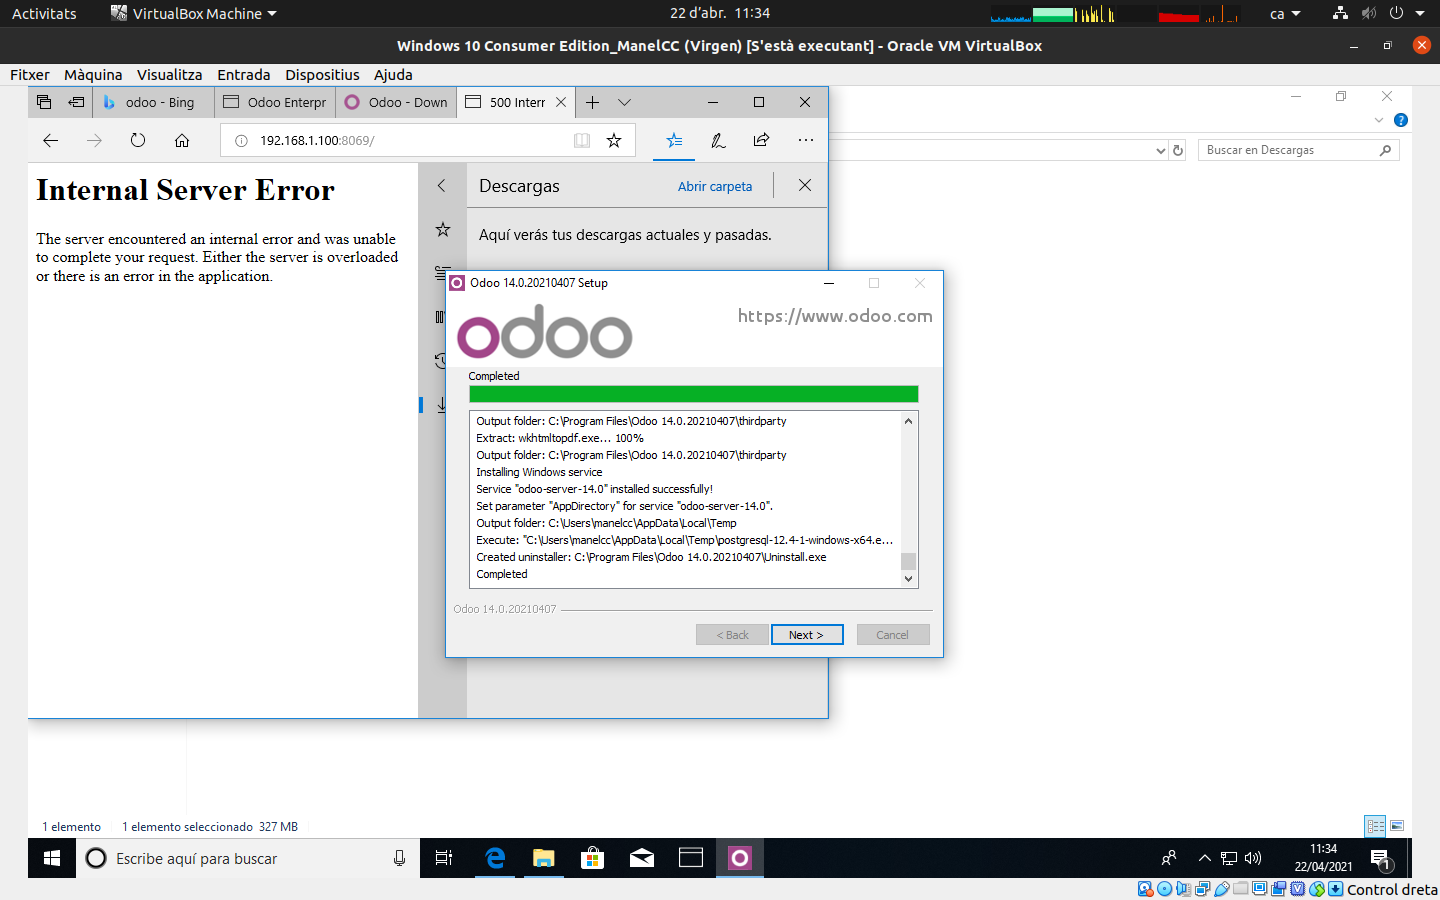 Activitats
VirtualBox Machine
22 d'abr. 11:34
ca
Windows 10 Consumer Edition_ManelCC (Virgen) [S'està executant] - Oracle VM VirtualBox
Fitxer Màquina Visualitza Entrada Dispositius Ajuda
odoo - Bing
Odoo Enterpr
Odoo - Down
500 Interr
192.168.1.100:8069/
Buscar en Descargas
Internal Server Error
The server encountered an internal error and was unable
to complete your request. Either the server is overloaded
or there is an error in the application.
Descargas
Abrir carpeta
Aquí verás tus descargas actuales y pasadas.
Odoo 14.0.20210407 Setup
odoo
https://www.odoo.com
Completed
Output folder: C:\Program Files\Odoo 14.0.20210407\thirdparty
Extract: wkhtmltopdf.exe... 100%
Output folder: C:\Program Files\Odoo 14.0.20210407\thirdparty
Installing Windows service
Service "odoo-server-14.0" installed successfully!
Set parameter "AppDirectory" for service "odoo-server-14.0".
Output folder: C:\Users\manelcc\AppData\Local\Temp
Execute: "C:\Users\manelcc\AppData\Local\Temp\postgresql-12.4-1-windows-x64.e...
Created uninstaller: C:\Program Files\Odoo 14.0.20210407\Uninstall.exe
Completed
Odoo 14.0.20210407
< Back
Next >
Cancel
1 elemento
1 elemento seleccionado 327 MB
Escribe aquí para buscar
11:34
22/04/2021
1
Control dreta